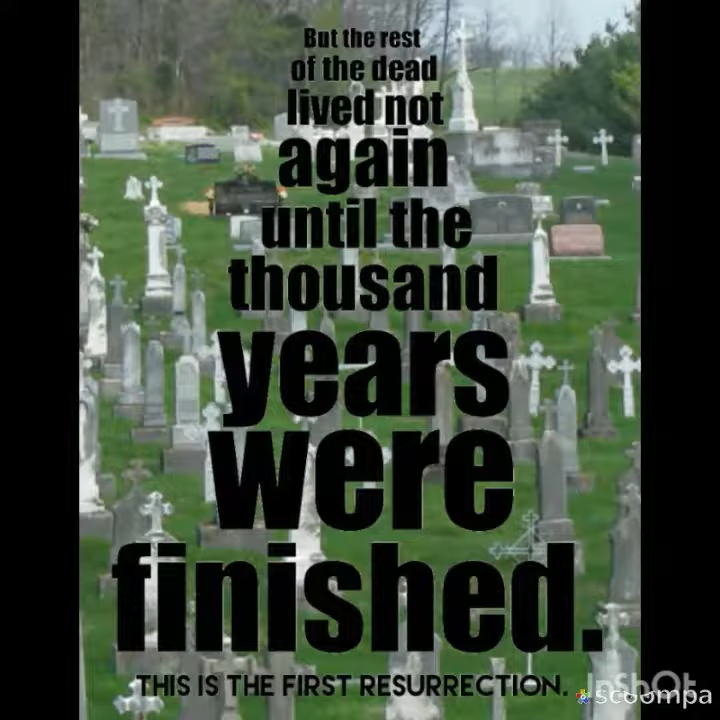 But the rest
of the dead
lived not
again
until the
thousand
years
were
finished.
THIS IS THE FIRST RESURRECTION.
InShOt
scoompa